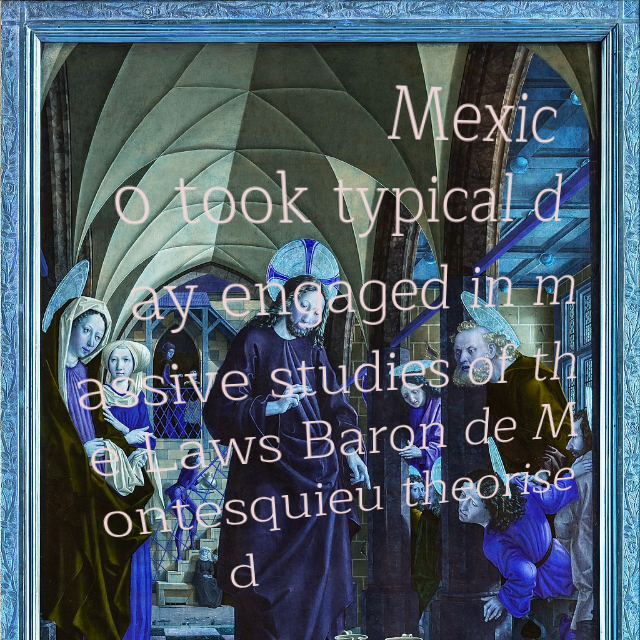 Mexic
o took typical d
ay engaged in m
assive studies of th
e Laws Baron de M
ontesquieu theorise
d